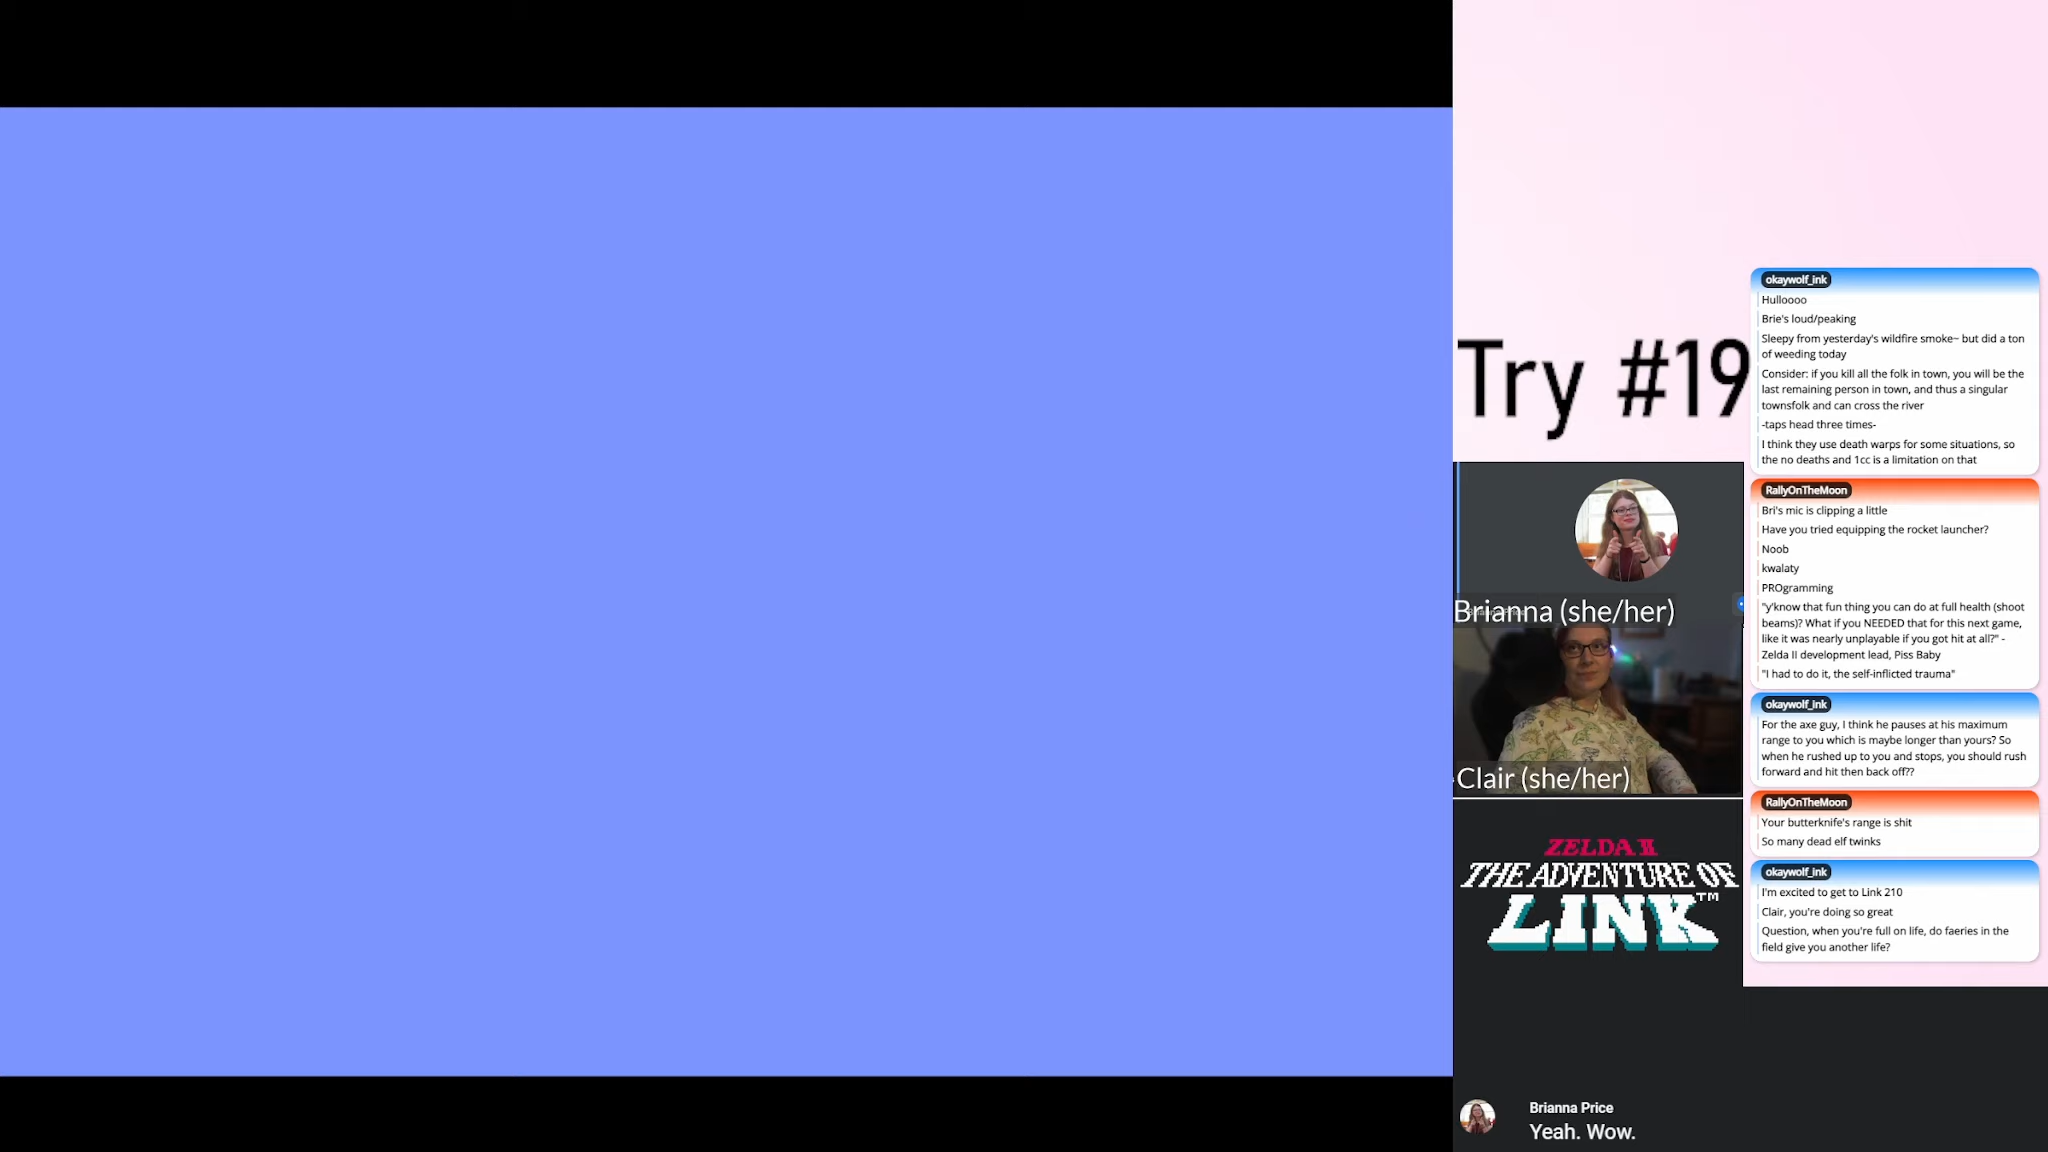 Try #19
Brianna (she/her)
Clair (she/her)
ZELDA II
THE ADVENTURE OF
LINK™
Brianna Price
Yeah. Wow.
okaywolf_ink
Hulloooo
Brie's loud/peaking
Sleepy from yesterday's wildfire smoke~ but did a ton
of weeding today
Consider: if you kill all the folk in town, you will be the
last remaining person in town, and thus a singular
townsfolk and can cross the river
-taps head three times-
I think they use death warps for some situations, so
the no deaths and 1cc is a limitation on that
RallyOnTheMoon
Bri's mic is clipping a little
Have you tried equipping the rocket launcher?
Noob
kwalaty
PROgramming
"y'know that fun thing you can do at full health (shoot
beams)? What if you NEEDED that for this next game,
like it was nearly unplayable if you got hit at all?" -
Zelda II development lead, Piss Baby
"I had to do it, the self-inflicted trauma"
okaywolf_ink
For the axe guy, I think he pauses at his maximum
range to you which is maybe longer than yours? So
when he rushed up to you and stops, you should rush
forward and hit then back off??
RallyOnTheMoon
Your butterknife's range is shit
So many dead elf twinks
okaywolf_ink
I'm excited to get to Link 210
Clair, you're doing so great
Question, when you're full on life, do faeries in the
field give you another life?